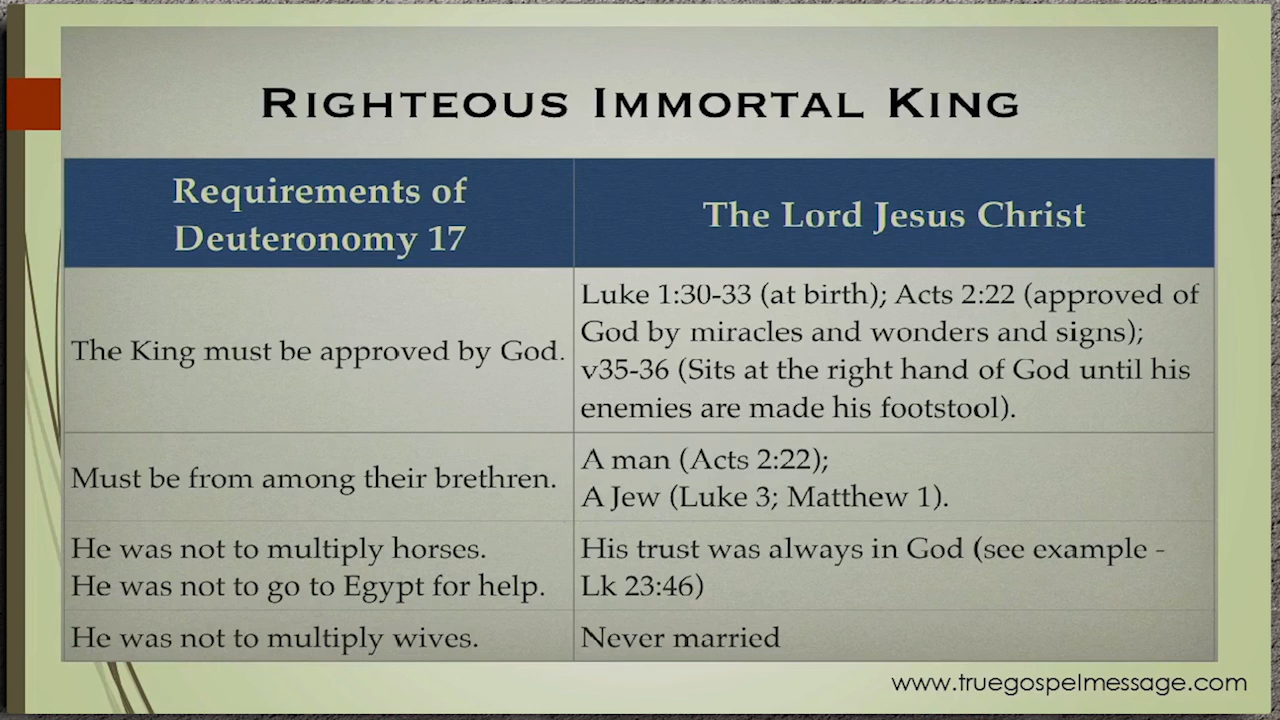 Righteous Immortal King
Requirements of
Deuteronomy 17
The Lord Jesus Christ
The King must be approved by God.
Luke 1:30-33 (at birth); Acts 2:22 (approved of
God by miracles and wonders and signs);
v35-36 (Sits at the right hand of God until his
enemies are made his footstool).
Must be from among their brethren.
A man (Acts 2:22);
A Jew (Luke 3; Matthew 1).
He was not to multiply horses.
He was not to go to Egypt for help.
His trust was always in God (see example -
Lk 23:46)
He was not to multiply wives.
Never married
www.truegospelmessage.com